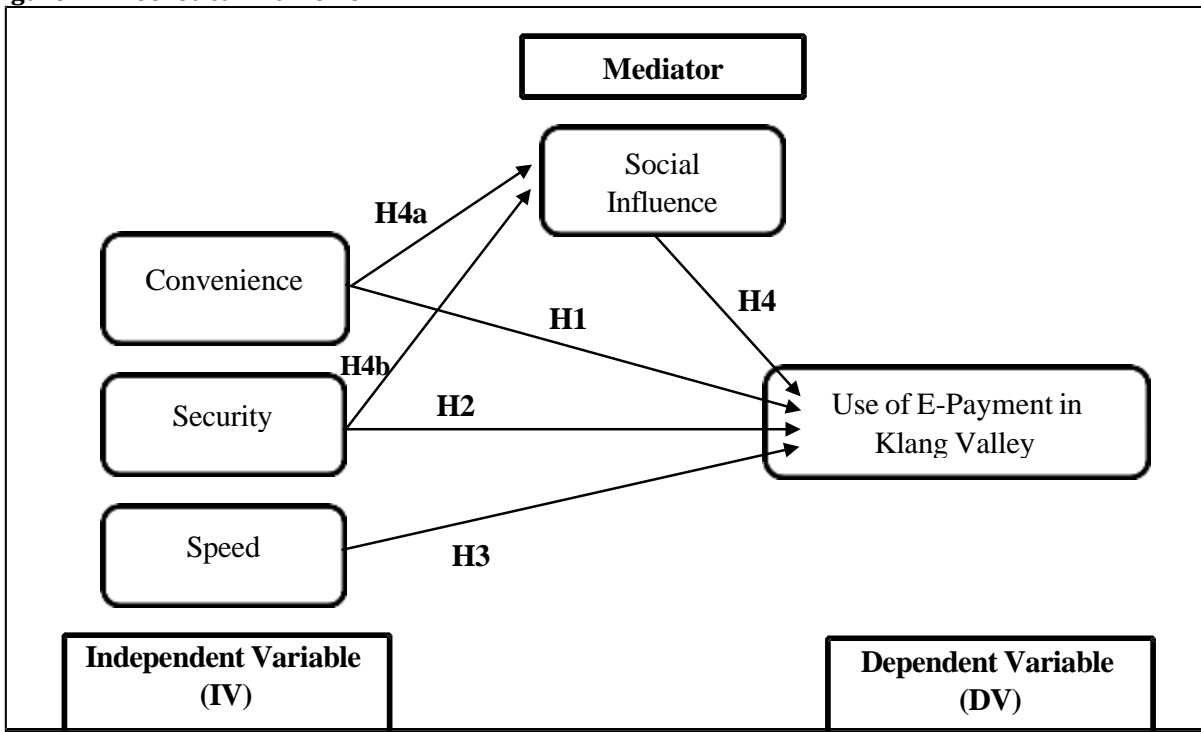 Mediator
Social
Influence
H4a
Convenience
H4
H1
H4b
Security
H2
Use of E-Payment in
Klang Valley
Speed
H3
Independent Variable
(IV)
Dependent Variable
(DV)